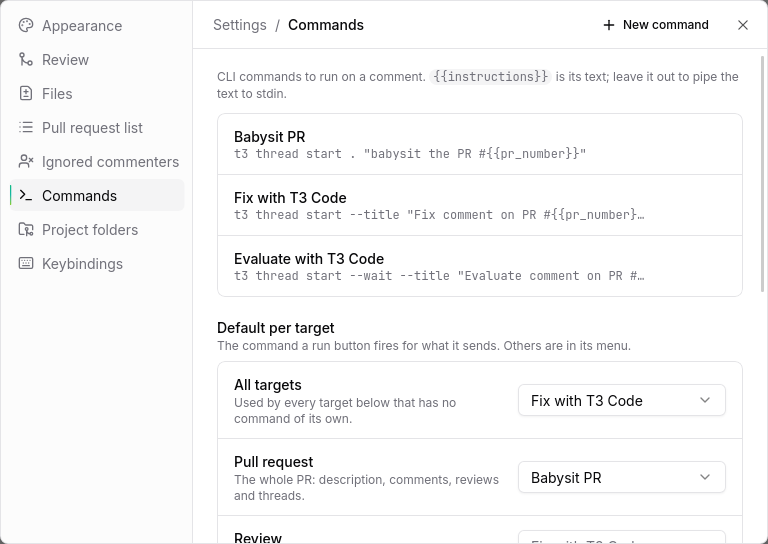 Appearance
Review
Files
Pull request list
Ignored commenters
Commands
Project folders
Keybindings
Settings / Commands
New command
CLI commands to run on a comment. {{instructions}} is its text; leave it out to pipe the
text to stdin.
Babysit PR
t3 thread start . "babysit the PR #{{pr_number}}"
Fix with T3 Code
t3 thread start --title "Fix comment on PR #{{pr_number}…
Evaluate with T3 Code
t3 thread start --wait --title "Evaluate comment on PR #…
Default per target
The command a run button fires for what it sends. Others are in its menu.
All targets
Used by every target below that has no
command of its own.
Fix with T3 Code
Pull request
The whole PR: description, comments, reviews
and threads.
Babysit PR
Review
Fix with T3 Code